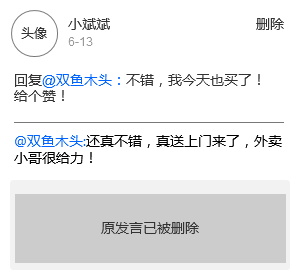 头像
小斌斌
删除
6-13
回复@双鱼木头：不错，我今天也买了！
给个赞！
@双鱼木头:还真不错，真送上门来了，外卖
小哥很给力！
原发言已被删除